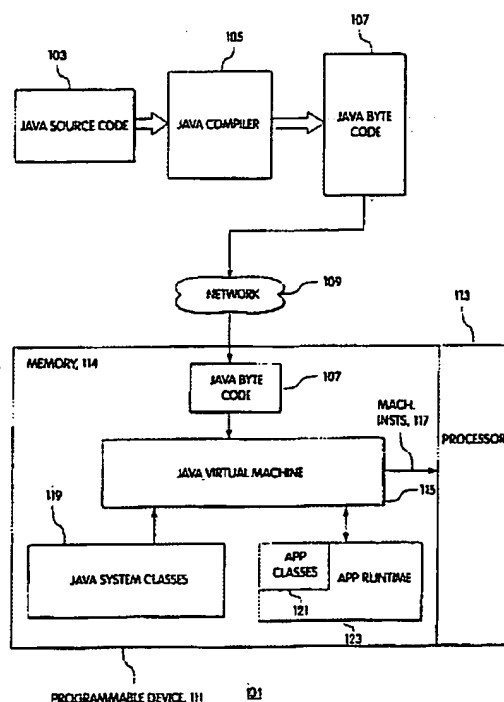 107
105
103
JAVA SOURCE CODE
JAVA COMPILER
JAVA BYTE
CODE
NETWORK
109
113
MEMORY, 114
JAVA BYTE
CODE
107
MACH.
INSTS, 117
PROCESSOR
JAVA VIRTUAL MACHINE
115
119
JAVA SYSTEM CLASSES
APP
CLASSES
APP RUNTIME
121
123
PROGRAMMABLE DEVICE, 111
101